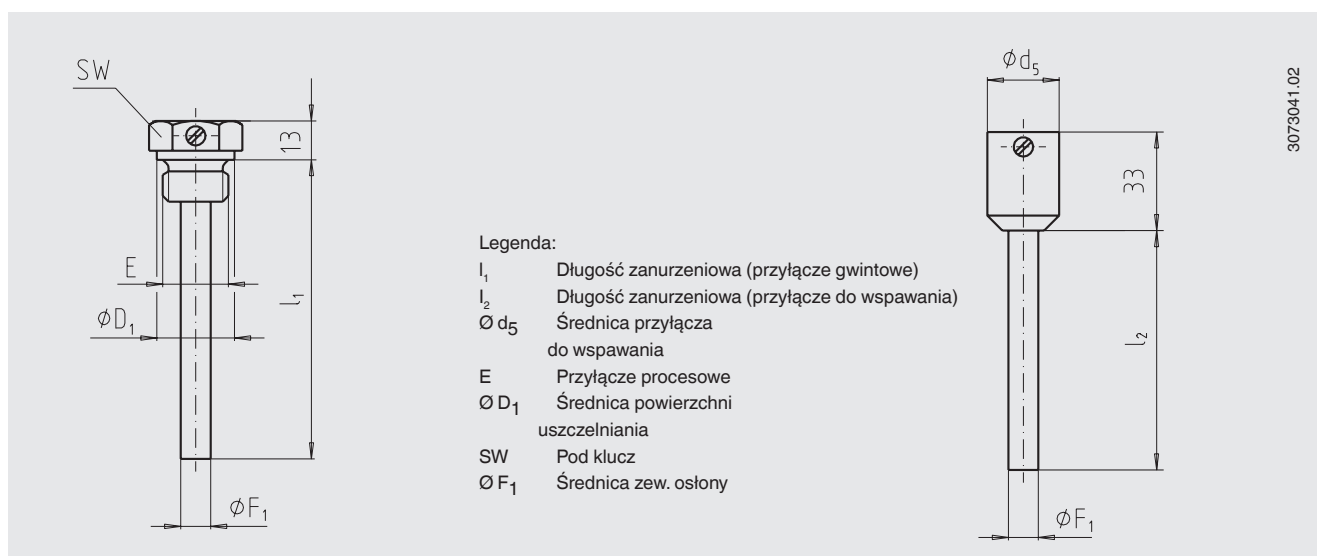 SW
13
E
l₁
ØD₁
ØF₁
Legenda:
l₁ Długość zanurzeniowa (przyłącze gwintowe)
l₂ Długość zanurzeniowa (przyłącze do wspawania)
Ø d₅ Średnica przyłącza
do wspawania
E Przyłącze procesowe
Ø D₁ Średnica powierzchni
uszczelniania
SW Pod klucz
Ø F₁ Średnica zew. osłony
Ød₅
33
l₂
ØF₁
3073041.02